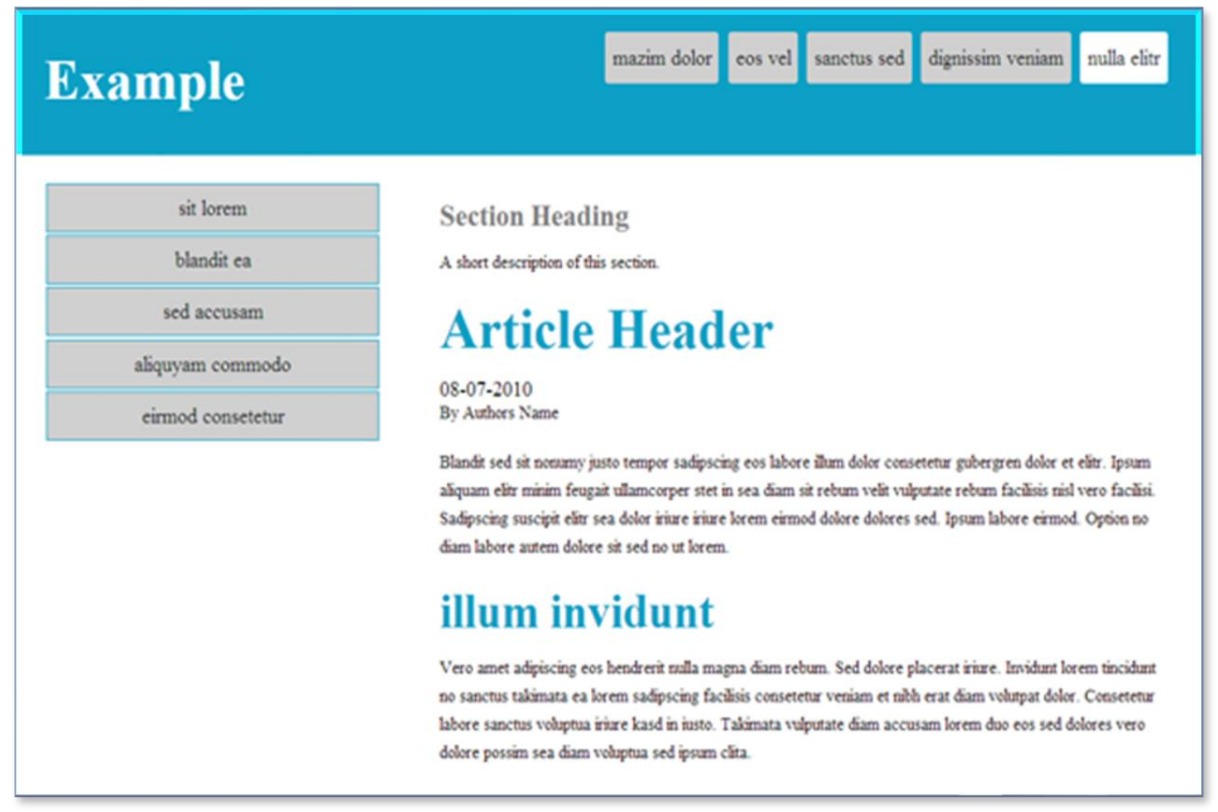 Example
mazim dolor
eos vel
sanctus sed
dignissim veniam
nulla elitr
sit lorem
blandit ea
sed accusam
aliquyam commodo
eirmod consetetur
Section Heading
A short description of this section.
Article Header
08-07-2010
By Authors Name
Blandit sed sit nonumy justo tempor sadipscing eos labore illum dolor consetetur gubergren dolor et elitr. Ipsum
aliquam elitr minim feugait ullamcorper stet in sea diam sit rebum velit vulputate rebum facilisis nisl vero facilisi.
Sadipscing suscipit elitr sea dolor iriure iriure lorem eirmod dolore dolores sed. Ipsum labore eirmod. Option no
diam labore autem dolore sit sed no ut lorem.
illum invidunt
Vero amet adipiscing eos hendrerit nulla magna diam rebum. Sed dolore placerat iriure. Invidunt lorem tincidunt
no sanctus takimata ea lorem sadipscing facilisis consetetur veniam et nibh erat diam volutpat dolor. Consetetur
labore sanctus voluptua iriure kasd in iusto. Takimata vulputate diam accusam lorem duo eos sed dolores vero
dolore possim sea diam voluptua sed ipsum clita.